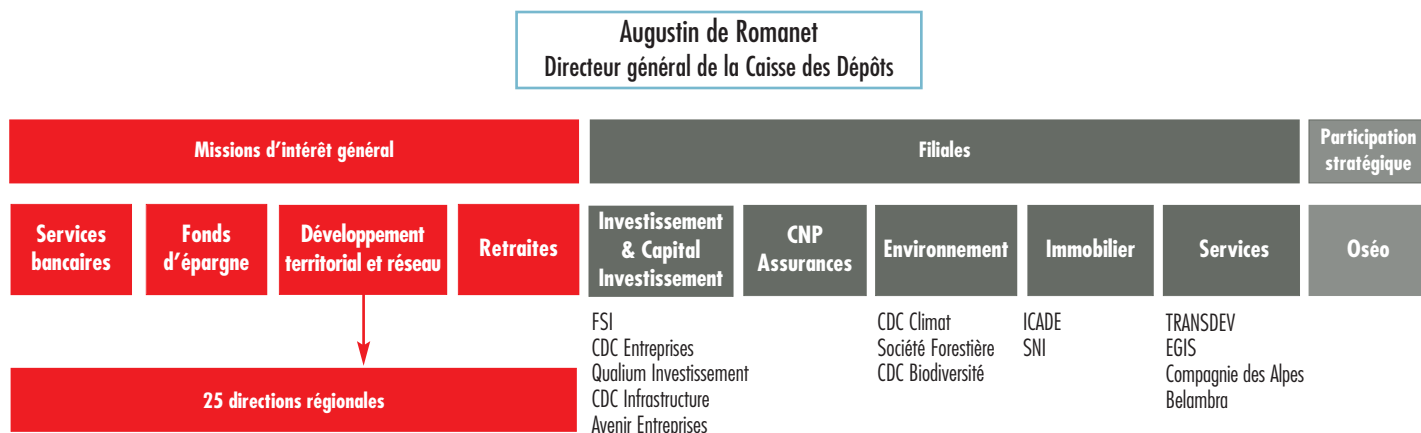 Augustin de Romanet
Directeur général de la Caisse des Dépôts
Missions d'intérêt général
Filiales
Participation
stratégique
Services
bancaires
Fonds
d'épargne
Développement
territorial et réseau
Retraites
Investissement
& Capital
Investissement
CNP
Assurances
Environnement
Immobilier
Services
Oséo
25 directions régionales
FSI
CDC Entreprises
Qualium Investissement
CDC Infrastructure
Avenir Entreprises
CDC Climat
Société Forestière
CDC Biodiversité
ICADE
SNI
TRANSDEV
EGIS
Compagnie des Alpes
Belambra